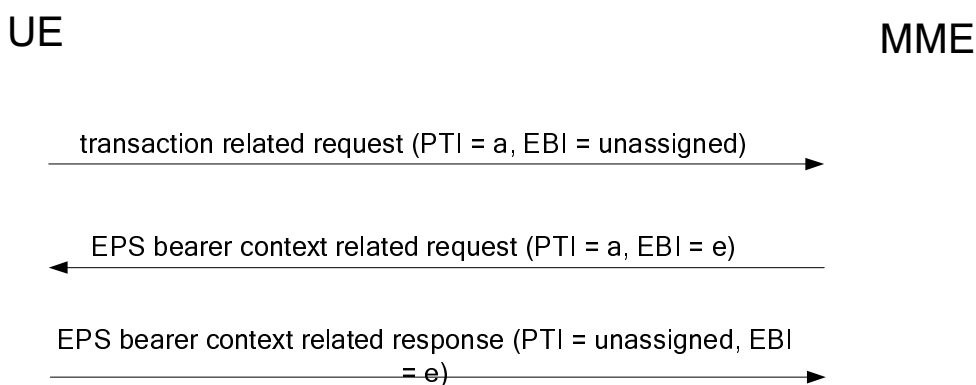 UE
MME
transaction related request (PTI = a, EBI = unassigned)
EPS bearer context related request (PTI = a, EBI = e)
EPS bearer context related response (PTI = unassigned, EBI
= e)